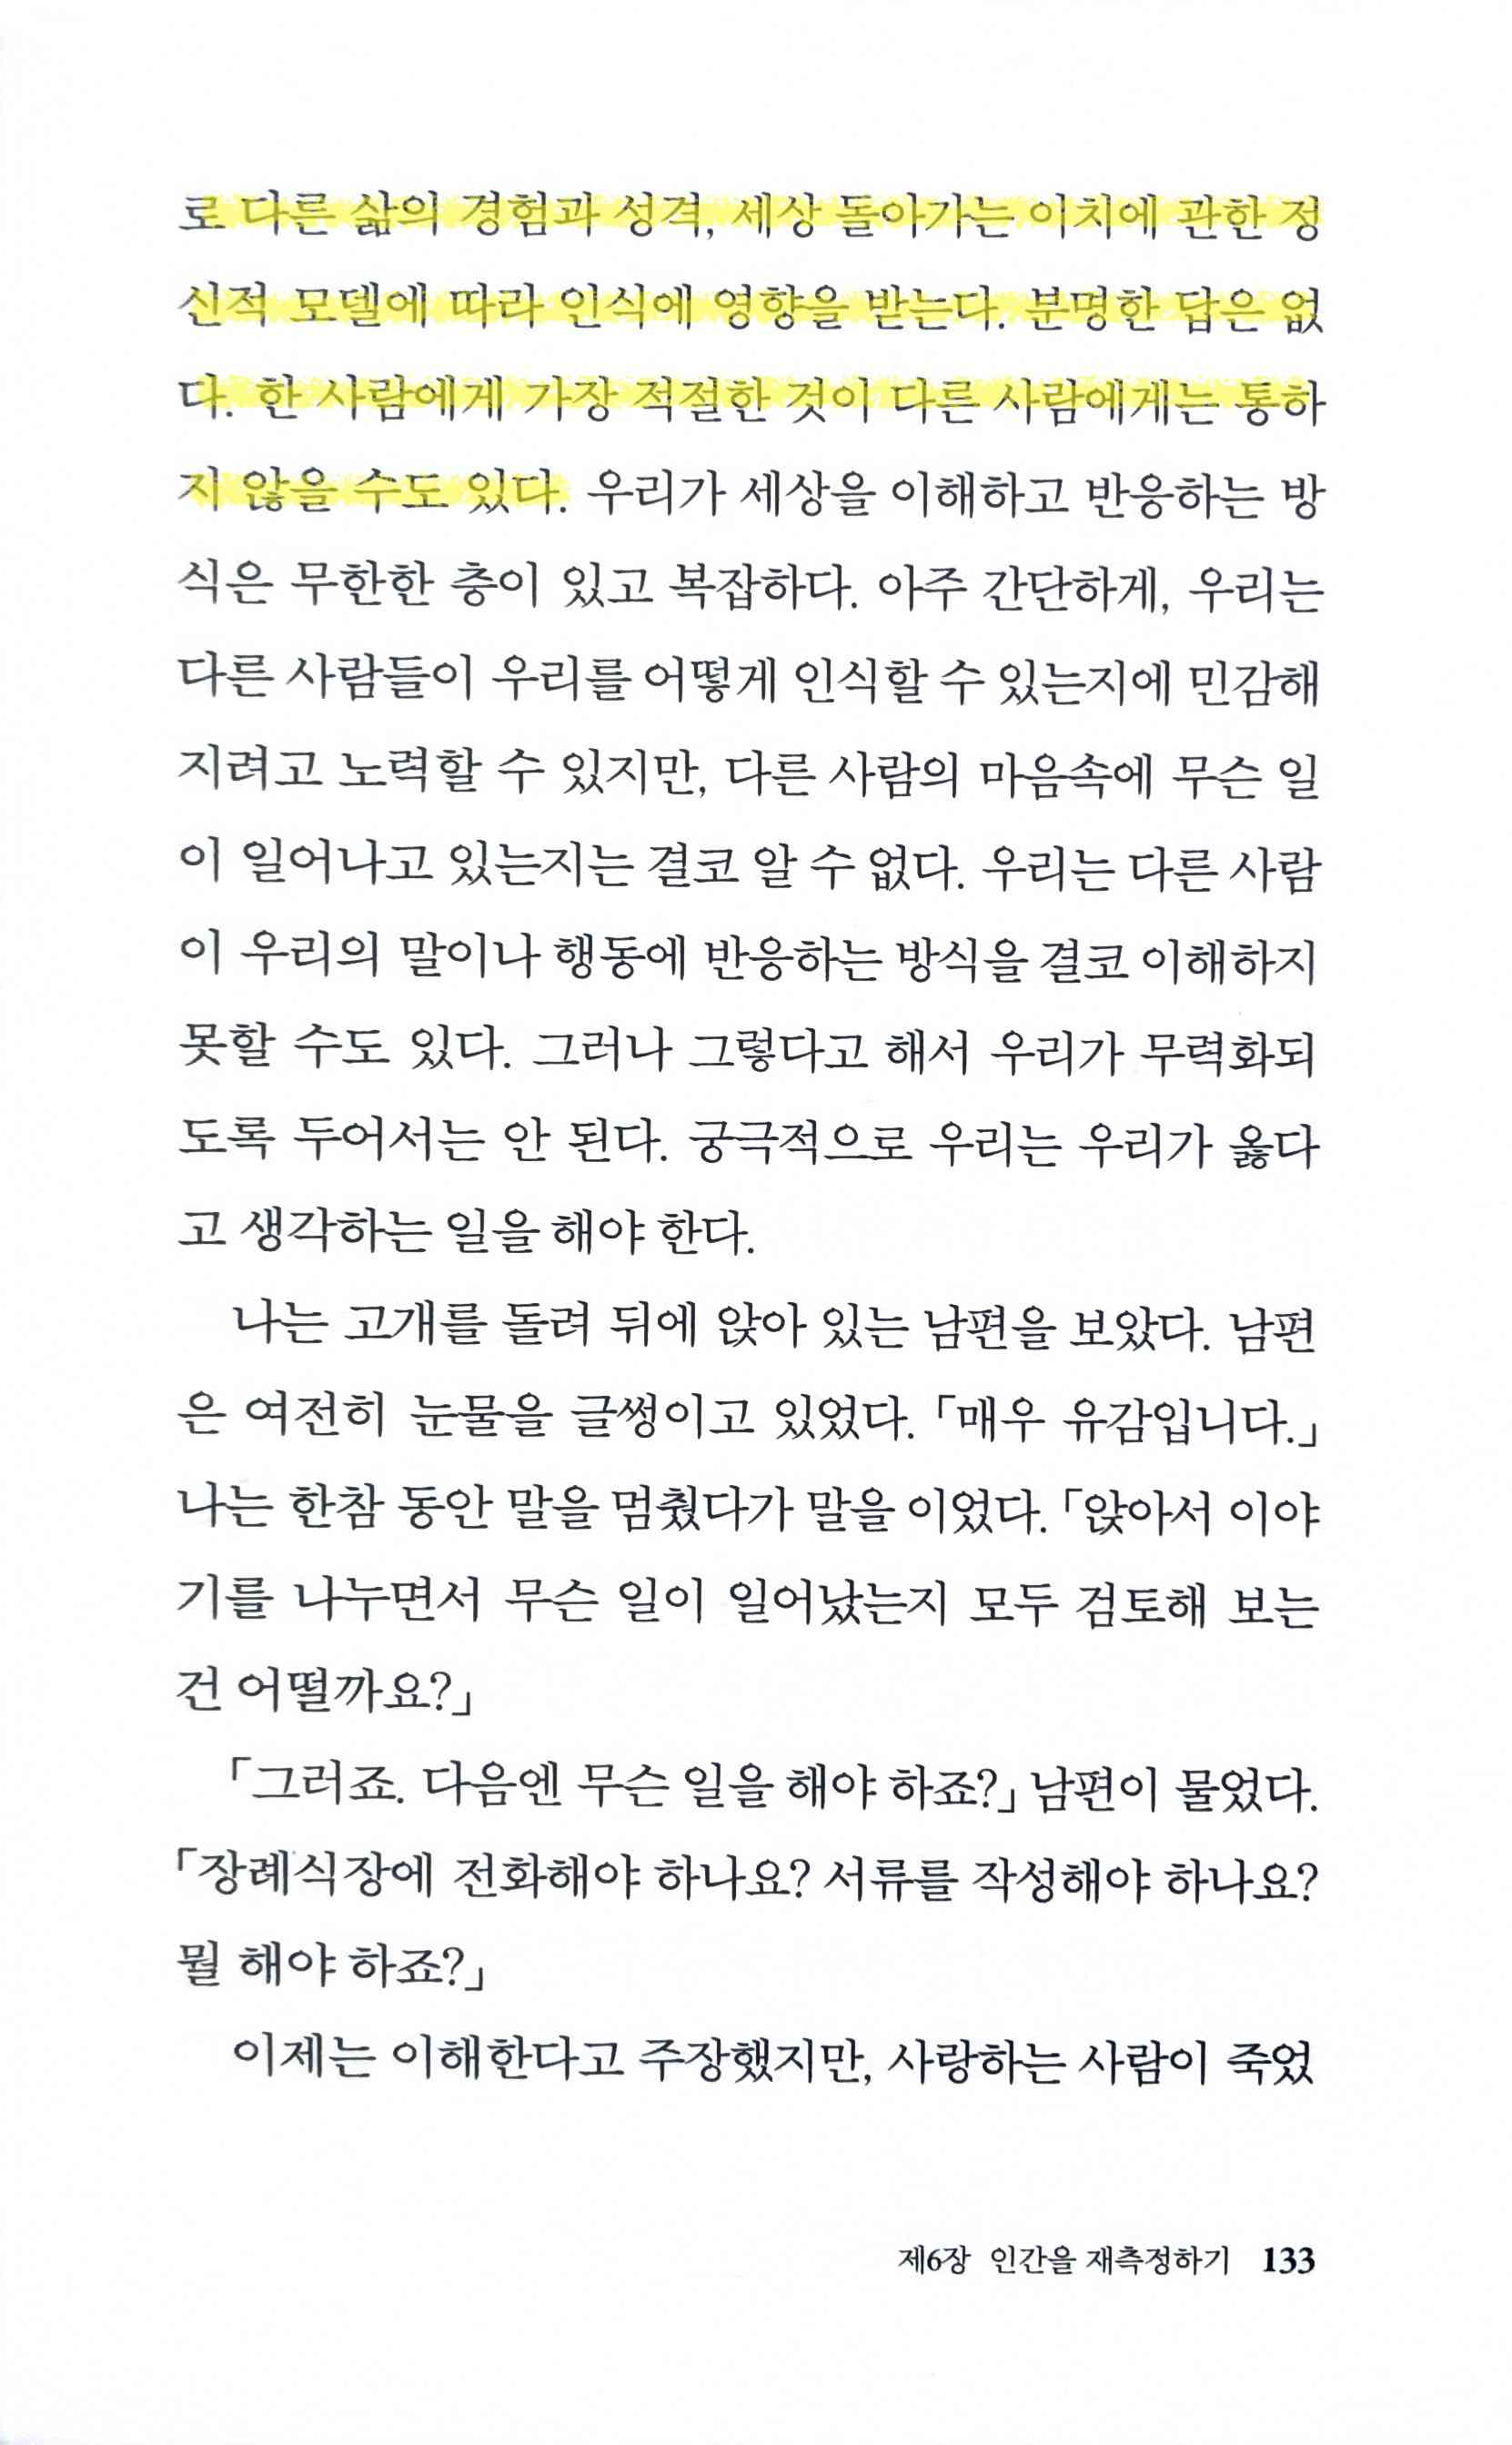 로 다른 삶의 경험과 성격, 세상 돌아가는 이치에 관한 정
신적 모델에 따라 인식에 영향을 받는다. 분명한 답은 없
다. 한 사람에게 가장 적절한 것이 다른 사람에게는 통하
지 않을 수도 있다. 우리가 세상을 이해하고 반응하는 방
식은 무한한 층이 있고 복잡하다. 아주 간단하게, 우리는
다른 사람들이 우리를 어떻게 인식할 수 있는지에 민감해
지려고 노력할 수 있지만, 다른 사람의 마음속에 무슨 일
이 일어나고 있는지는 결코 알 수 없다. 우리는 다른 사람
이 우리의 말이나 행동에 반응하는 방식을 결코 이해하지
못할 수도 있다. 그러나 그렇다고 해서 우리가 무력화되
도록 두어서는 안 된다. 궁극적으로 우리는 우리가 옳다
고 생각하는 일을 해야 한다.
나는 고개를 돌려 뒤에 앉아 있는 남편을 보았다. 남편
은 여전히 눈물을 글썽이고 있었다. 「매우 유감입니다.」
나는 한참 동안 말을 멈췄다가 말을 이었다. 「앉아서 이야
기를 나누면서 무슨 일이 일어났는지 모두 검토해 보는
건 어떨까요?」
「그러죠. 다음엔 무슨 일을 해야 하죠?」 남편이 물었다.
「장례식장에 전화해야 하나요? 서류를 작성해야 하나요?
뭘 해야 하죠?」
이제는 이해한다고 주장했지만, 사랑하는 사람이 죽었
제6장 인간을 재측정하기 133